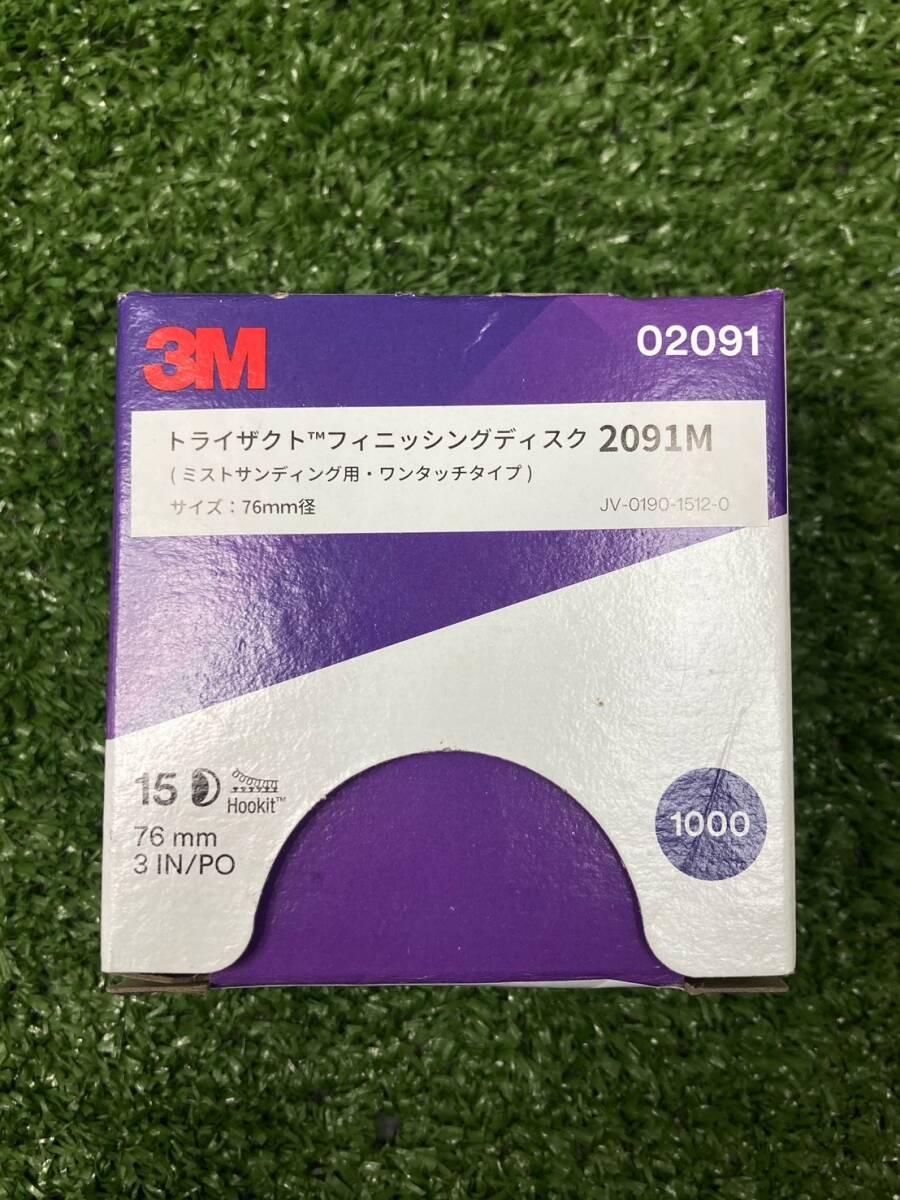 3M
02091
トライザクト™フィニッシングディスク 2091M
(ミストサンディング用・ワンタッチタイプ)
サイズ：76mm径
JV-0190-1512-0
15
Hookit™
76 mm
3 IN/PO
1000